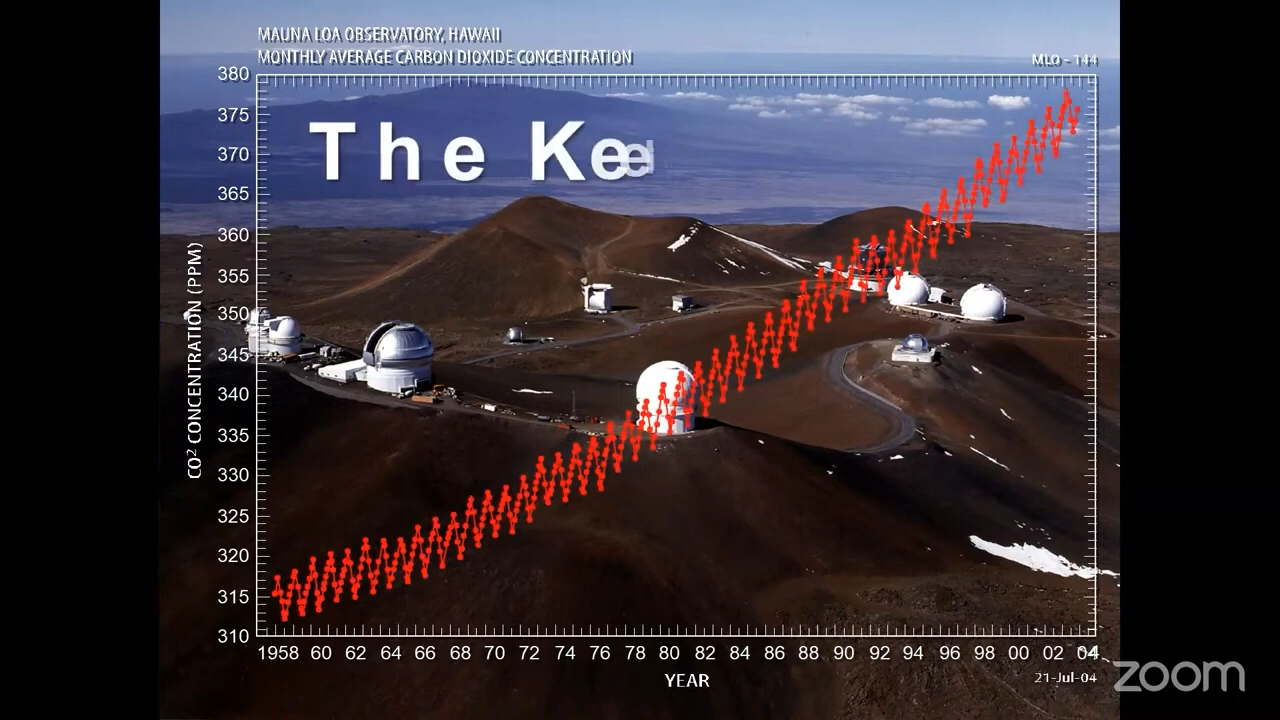 MAUNA LOA OBSERVATORY, HAWAII
MONTHLY AVERAGE CARBON DIOXIDE CONCENTRATION
MLO - 144
The Kee
380
375
370
365
360
355
350
345
340
335
330
325
320
315
310
CO² CONCENTRATION (PPM)
1958 60 62 64 66 68 70 72 74 76 78 80 82 84 86 88 90 92 94 96 98 00 02 04
YEAR
21-Jul-04
zoom